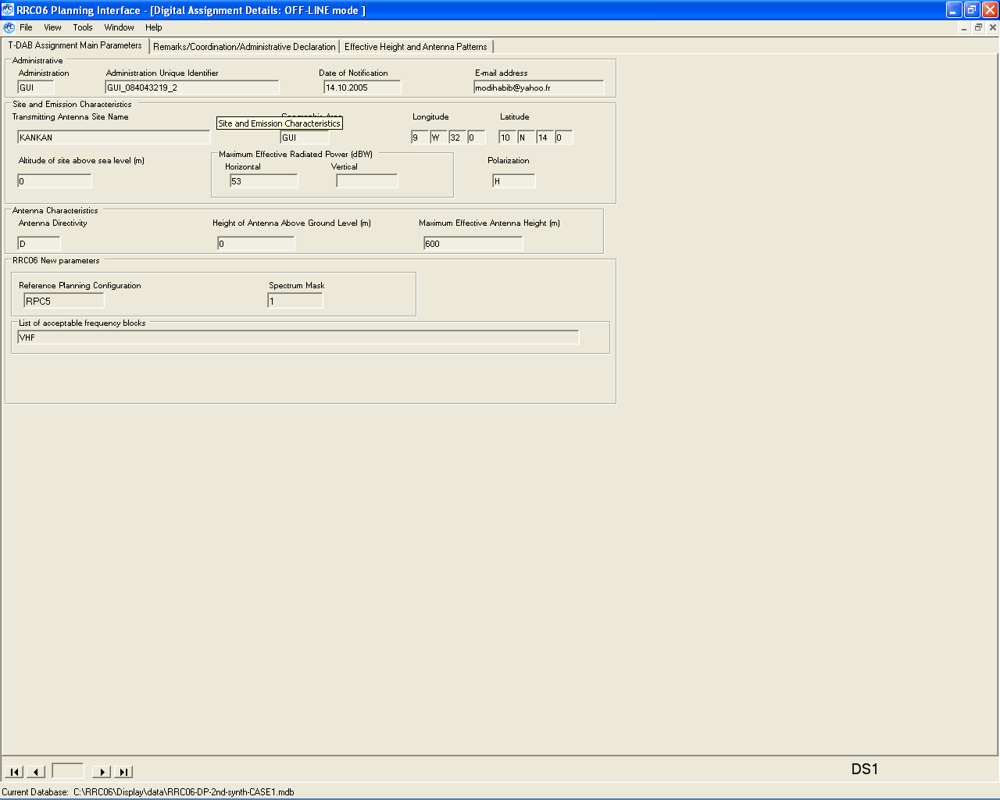 RRC06 Planning Interface - [Digital Assignment Details: OFF-LINE mode ]
File View Tools Window Help
T-DAB Assignment Main Parameters Remarks/Coordination/Administrative Declaration Effective Height and Antenna Patterns
Administrative
Administration Administration Unique Identifier Date of Notification E-mail address
GUI GUI_084043219_2 14.10.2005 modihabib@yahoo.fr
Site and Emission Characteristics
Transmitting Antenna Site Name Longitude Latitude
Site and Emission Characteristics
KANKAN GUI 9 W 32 0 10 N 14 0
Altitude of site above sea level (m) Maximum Effective Radiated Power (dBW) Polarization
Horizontal Vertical
0 53 H
Antenna Characteristics
Antenna Directivity Height of Antenna Above Ground Level (m) Maximum Effective Antenna Height (m)
D 0 600
RRC06 New parameters
Reference Planning Configuration Spectrum Mask
RPC5 1
List of acceptable frequency blocks
VHF
DS1
Current Database: C:\RRC06\Display\data\RRC06-DP-2nd-synth-CASE1.mdb